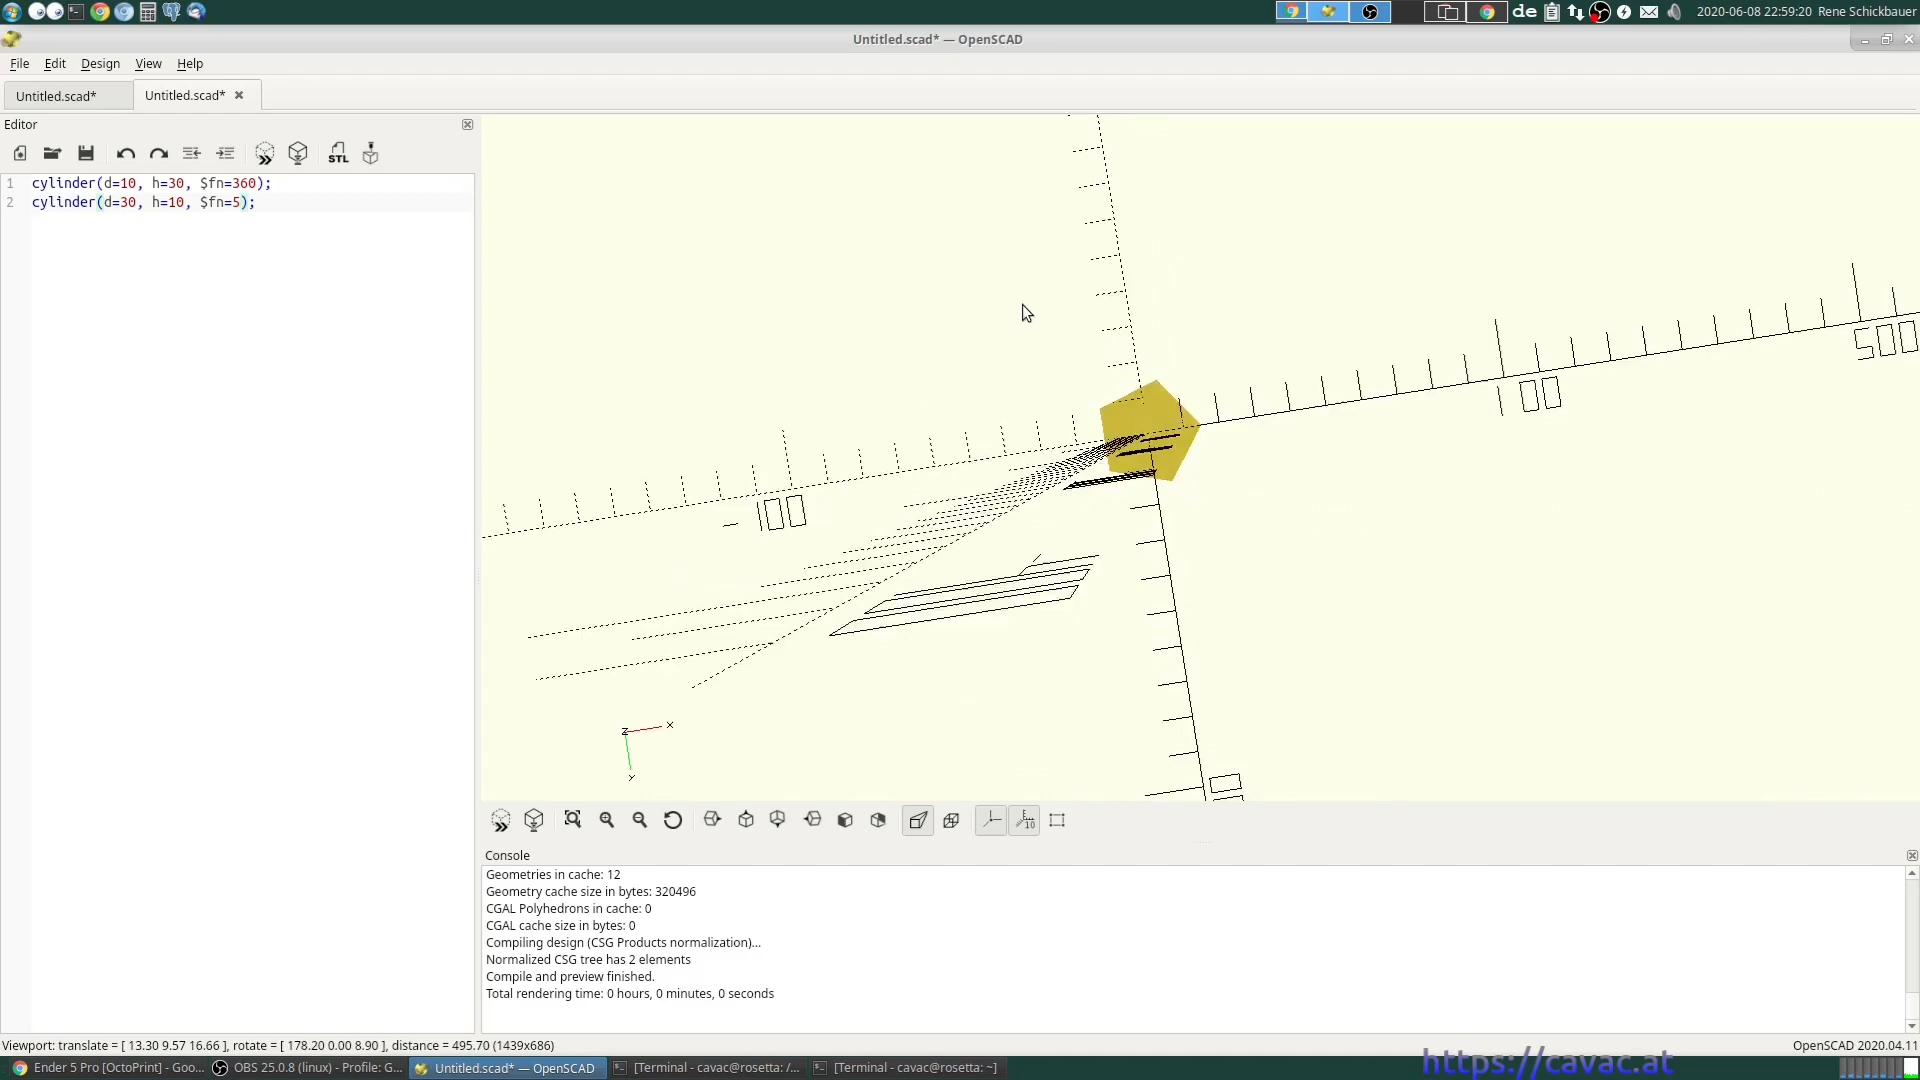 de
2020-06-08 22:59:20 Rene Schickbauer
Untitled.scad* — OpenSCAD
File Edit Design View Help
Untitled.scad*
Untitled.scad*
Editor
STL
1 cylinder(d=10, h=30, $fn=360);
2 cylinder(d=30, h=10, $fn=5);
500
100
-100
x
z
y
10
Console
Geometries in cache: 12
Geometry cache size in bytes: 320496
CGAL Polyhedrons in cache: 0
CGAL cache size in bytes: 0
Compiling design (CSG Products normalization)...
Normalized CSG tree has 2 elements
Compile and preview finished.
Total rendering time: 0 hours, 0 minutes, 0 seconds
Viewport: translate = [ 13.30 9.57 16.66 ], rotate = [ 178.20 0.00 8.90 ], distance = 495.70 (1439x686)
OpenSCAD 2020.04.11
Ender 5 Pro [OctoPrint] - Goo...
OBS 25.0.8 (linux) - Profile: G...
Untitled.scad* — OpenSCAD
[Terminal - cavac@rosetta: /...
[Terminal - cavac@rosetta: ~]
https://cavac.at